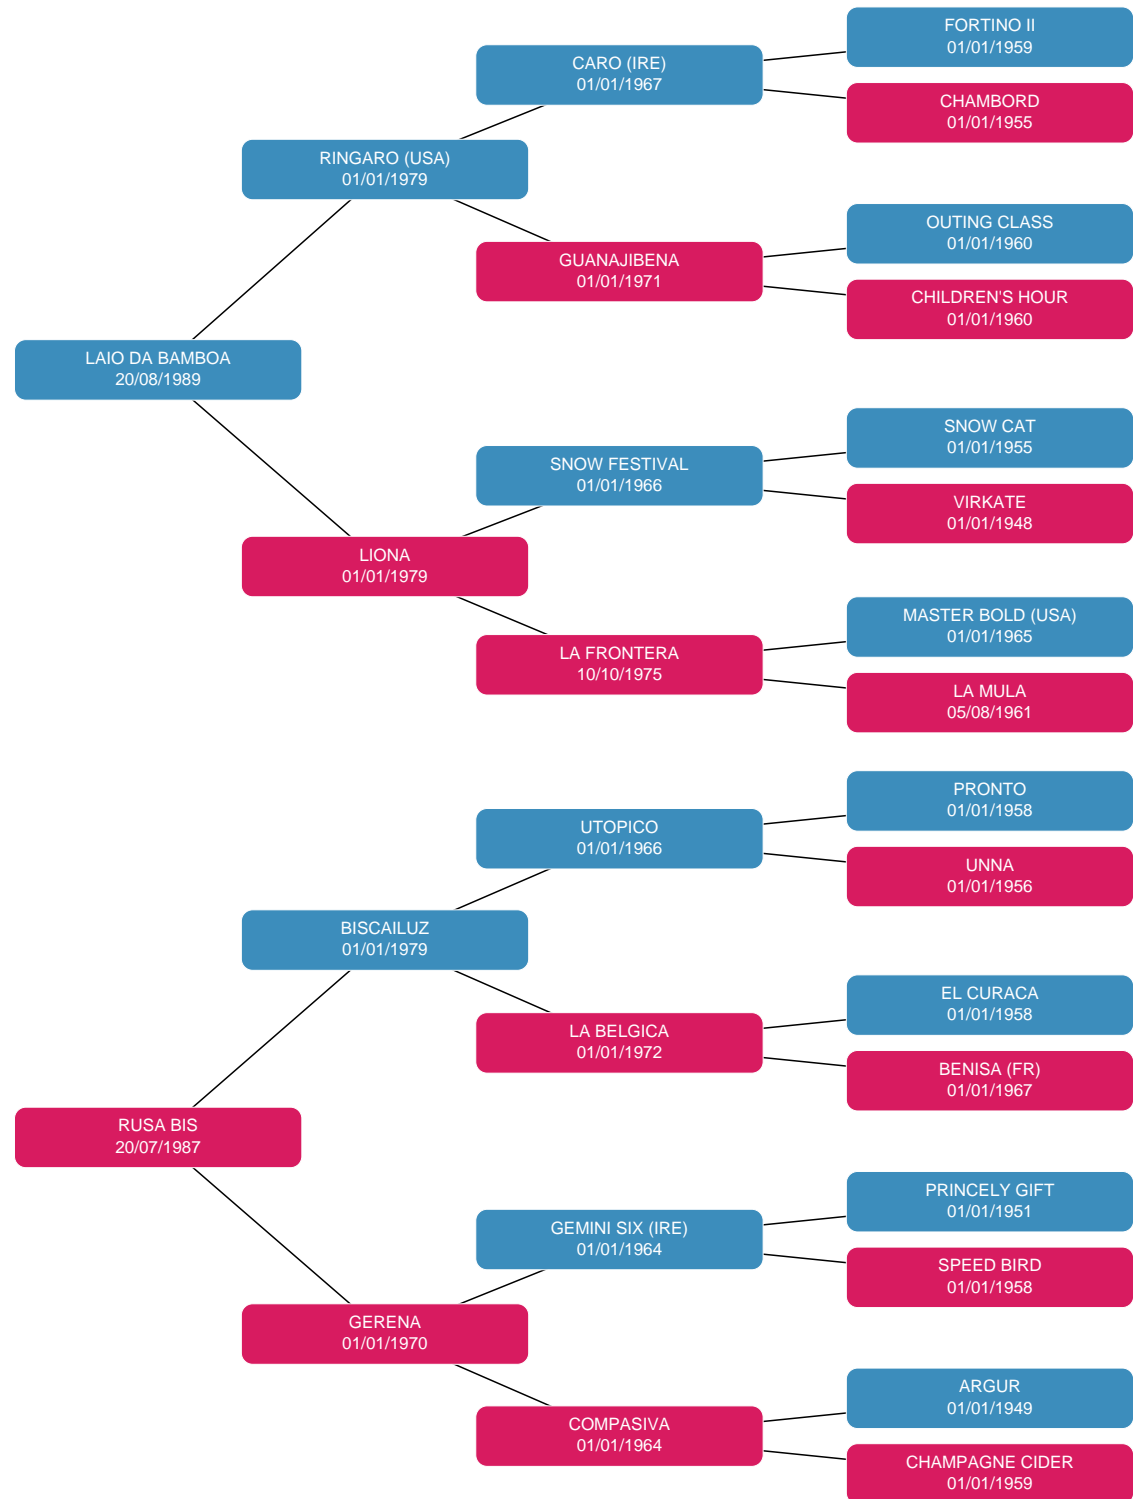 FORTINO II
01/01/1959
CARO (IRE)
01/01/1967
CHAMBORD
01/01/1955
RINGARO (USA)
01/01/1979
OUTING CLASS
01/01/1960
GUANAJIBENA
01/01/1971
CHILDREN'S HOUR
01/01/1960
LAIO DA BAMBOA
20/08/1989
SNOW CAT
01/01/1955
SNOW FESTIVAL
01/01/1966
VIRKATE
01/01/1948
LIONA
01/01/1979
MASTER BOLD (USA)
01/01/1965
LA FRONTERA
10/10/1975
LA MULA
05/08/1961
PRONTO
01/01/1958
UTOPICO
01/01/1966
UNNA
01/01/1956
BISCAILUZ
01/01/1979
EL CURACA
01/01/1958
LA BELGICA
01/01/1972
BENISA (FR)
01/01/1967
RUSA BIS
20/07/1987
PRINCELY GIFT
01/01/1951
GEMINI SIX (IRE)
01/01/1964
SPEED BIRD
01/01/1958
GERENA
01/01/1970
ARGUR
01/01/1949
COMPASIVA
01/01/1964
CHAMPAGNE CIDER
01/01/1959